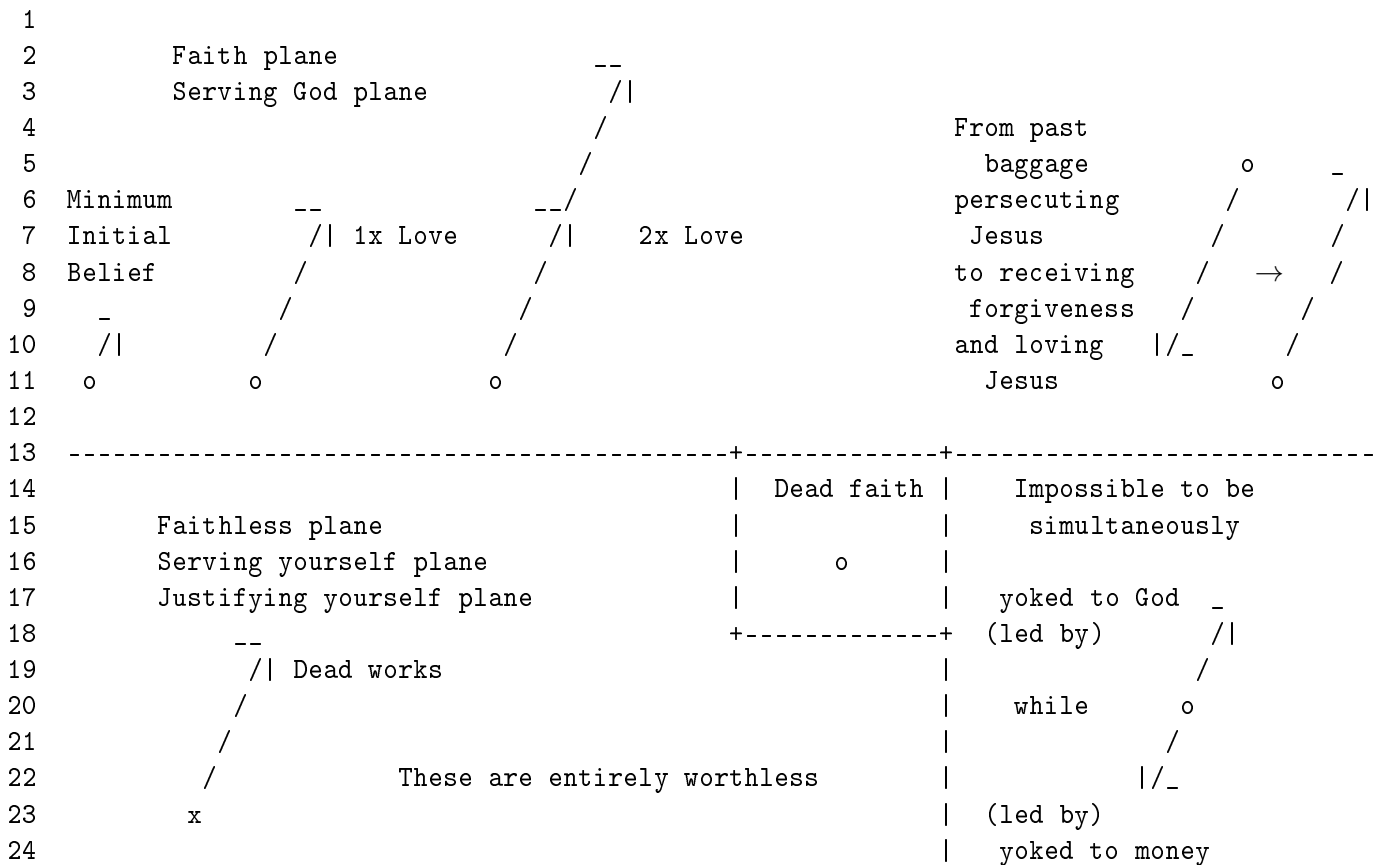 1
2         Faith plane                 __
3         Serving God plane            /|
4                                     /                       From past
5                                    /                          baggage          o     _
6  Minimum        __              __/                         persecuting       /       /|
7  Initial         /| 1x Love      /|    2x Love               Jesus           /       /
8  Belief         /               /                           to receiving    /   →   /
9    _           /               /                             forgiveness   /       /
10   /|         /               /                             and loving   |/_      /
11  o          o               o                                Jesus              o
12
13 --------------------------------------------+-------------+----------------------------
14                                             |  Dead faith |    Impossible to be
15       Faithless plane                       |             |     simultaneously
16       Serving yourself plane                |      o      |
17       Justifying yourself plane             |             |   yoked to God  _
18            __                               +-------------+  (led by)       /|
19             /| Dead works                                 |                /
20            /                                              |    while      o
21           /                                               |              /
22          /            These are entirely worthless        |            |/_
23         x                                                 |  (led by)
24                                                           |   yoked to money